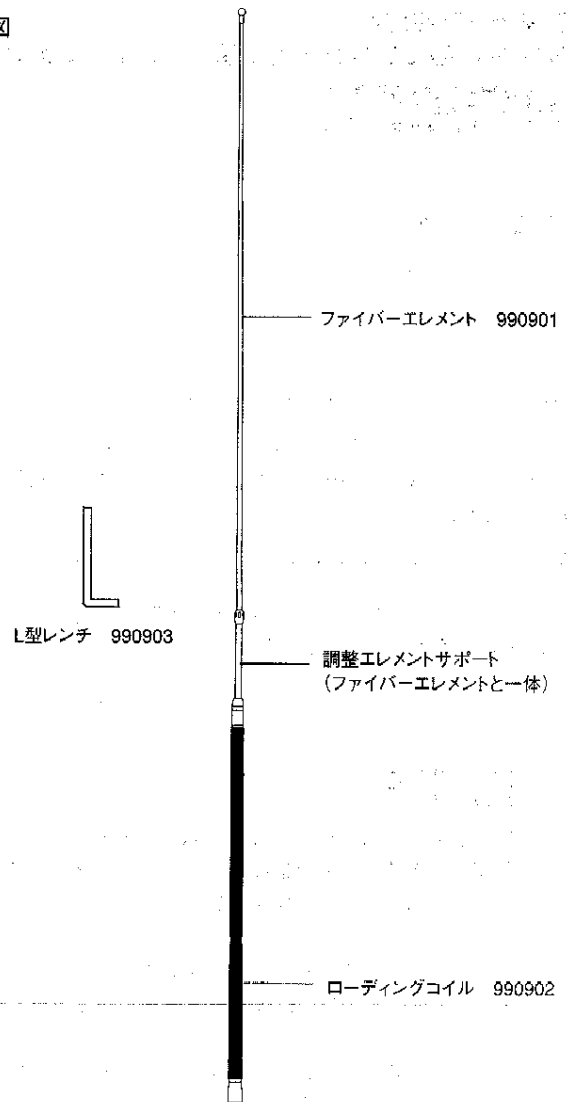 図
ファイバーエレメント 990901
L型レンチ 990903
調整エレメントサポート
(ファイバーエレメントと一体)
ローディングコイル 990902